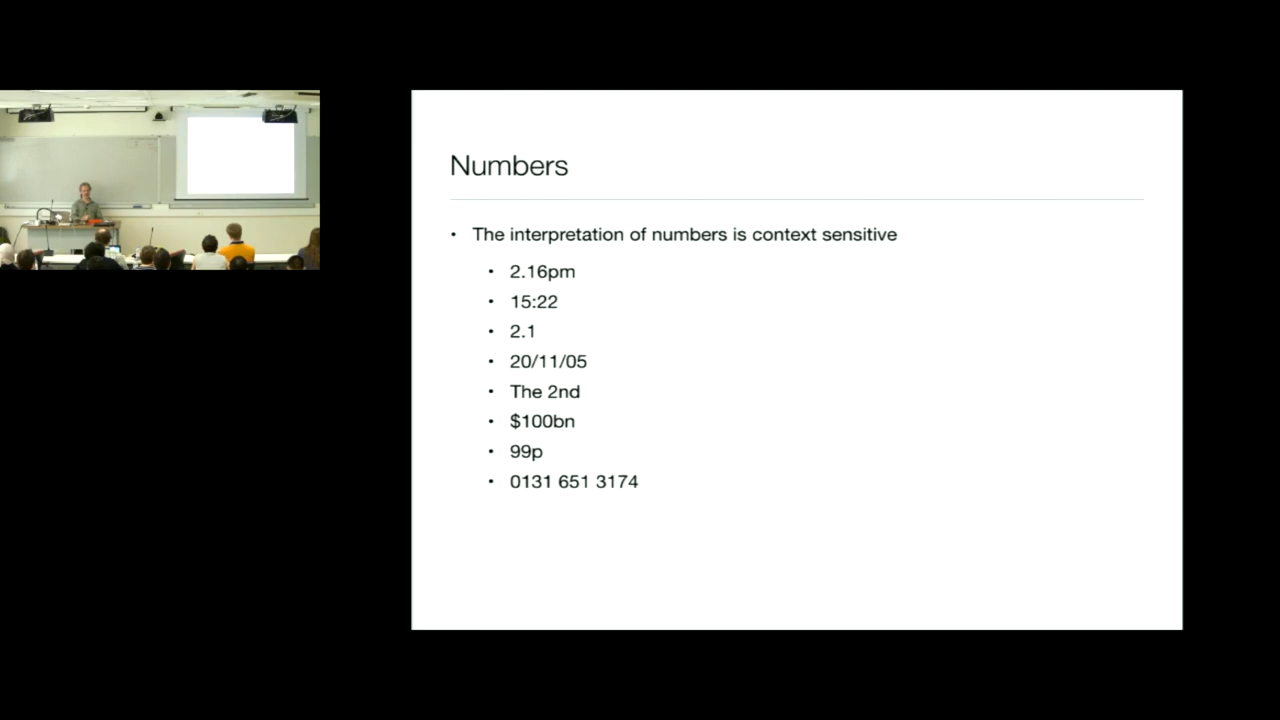 Numbers
• The interpretation of numbers is context sensitive
• 2.16pm
• 15:22
• 2.1
• 20/11/05
• The 2nd
• $100bn
• 99p
• 0131 651 3174